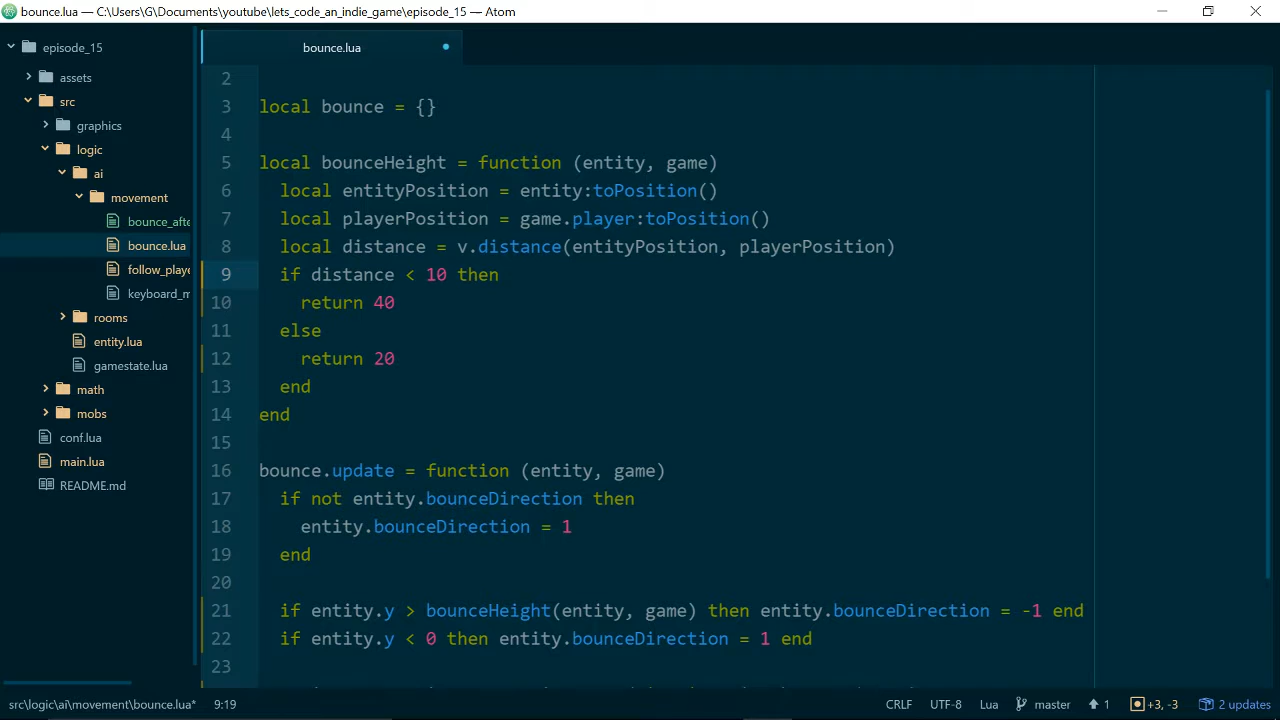 bounce.lua — C:\Users\G\Documents\youtube\lets_code_an_indie_game\episode_15 — Atom
episode_15
assets
src
graphics
logic
ai
movement
bounce_afte
bounce.lua
follow_playe
keyboard_m
rooms
entity.lua
gamestate.lua
math
mobs
conf.lua
main.lua
README.md
bounce.lua
2
3 local bounce = {}
4
5 local bounceHeight = function (entity, game)
6 local entityPosition = entity:toPosition()
7 local playerPosition = game.player:toPosition()
8 local distance = v.distance(entityPosition, playerPosition)
9 if distance < 10 then
10 return 40
11 else
12 return 20
13 end
14 end
15
16 bounce.update = function (entity, game)
17 if not entity.bounceDirection then
18 entity.bounceDirection = 1
19 end
20
21 if entity.y > bounceHeight(entity, game) then entity.bounceDirection = -1 end
22 if entity.y < 0 then entity.bounceDirection = 1 end
23
src\logic\ai\movement\bounce.lua* 9:19 CRLF UTF-8 Lua master 1 +3, -3 2 updates